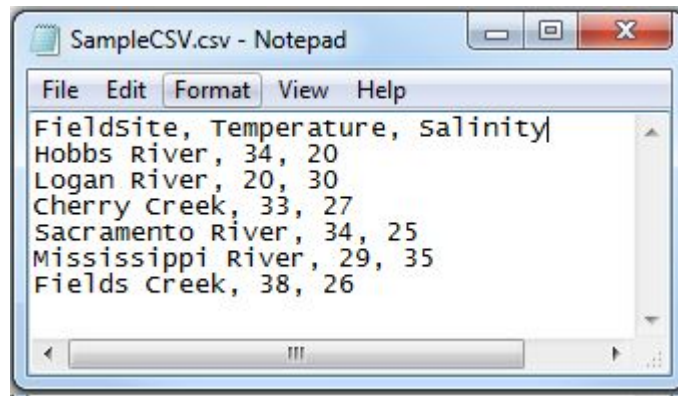 SampleCSV.csv - Notepad
File Edit Format View Help
FieldSite, Temperature, Salinity
Hobbs River, 34, 20
Logan River, 20, 30
Cherry Creek, 33, 27
Sacramento River, 34, 25
Mississippi River, 29, 35
Fields Creek, 38, 26